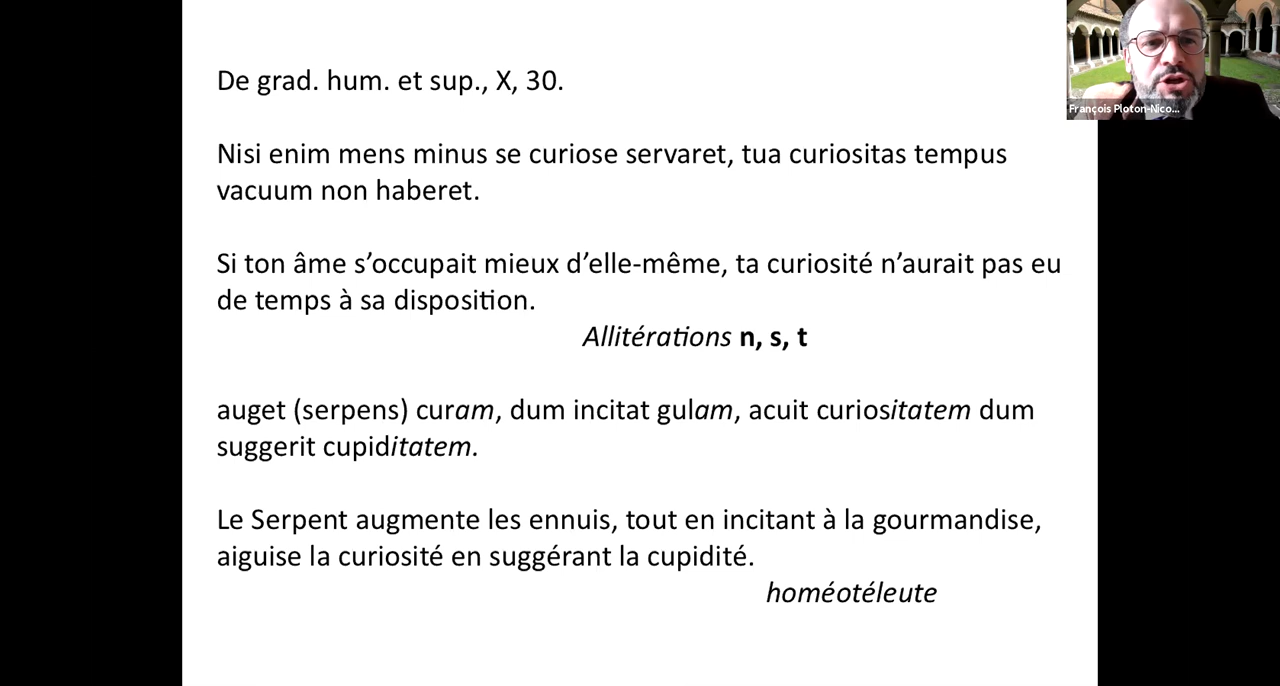 De grad. hum. et sup., X, 30.
Nisi enim mens minus se curiose servaret, tua curiositas tempus
vacuum non haberet.
Si ton âme s’occupait mieux d’elle-même, ta curiosité n’aurait pas eu
de temps à sa disposition.
Allitérations n, s, t
auget (serpens) curam, dum incitat gulam, acuit curiositatem dum
suggerit cupiditatem.
Le Serpent augmente les ennuis, tout en incitant à la gourmandise,
aiguise la curiosité en suggérant la cupidité.
homéotéleute
François Ploton-Nico...